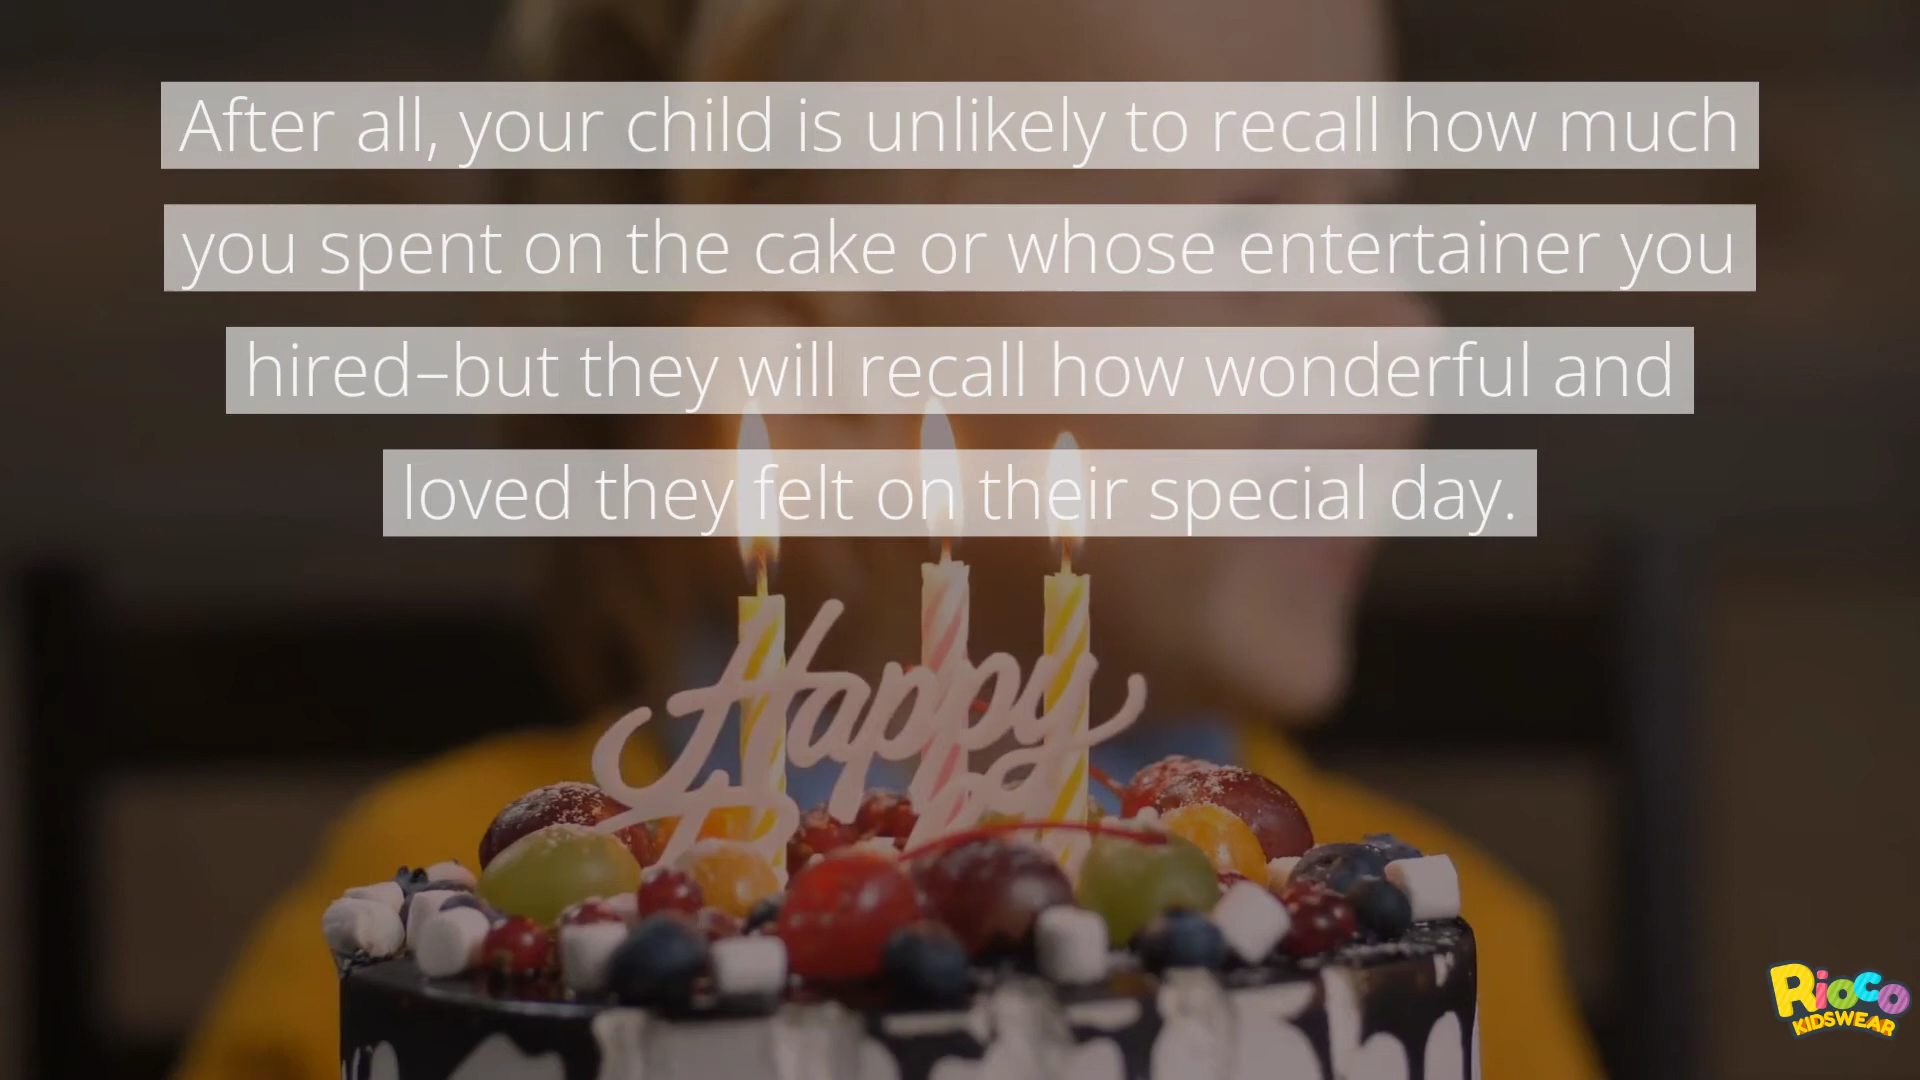 After all, your child is unlikely to recall how much
you spent on the cake or whose entertainer you
hired–but they will recall how wonderful and
loved they felt on their special day.
Happy
RioCo
KIDSWEAR